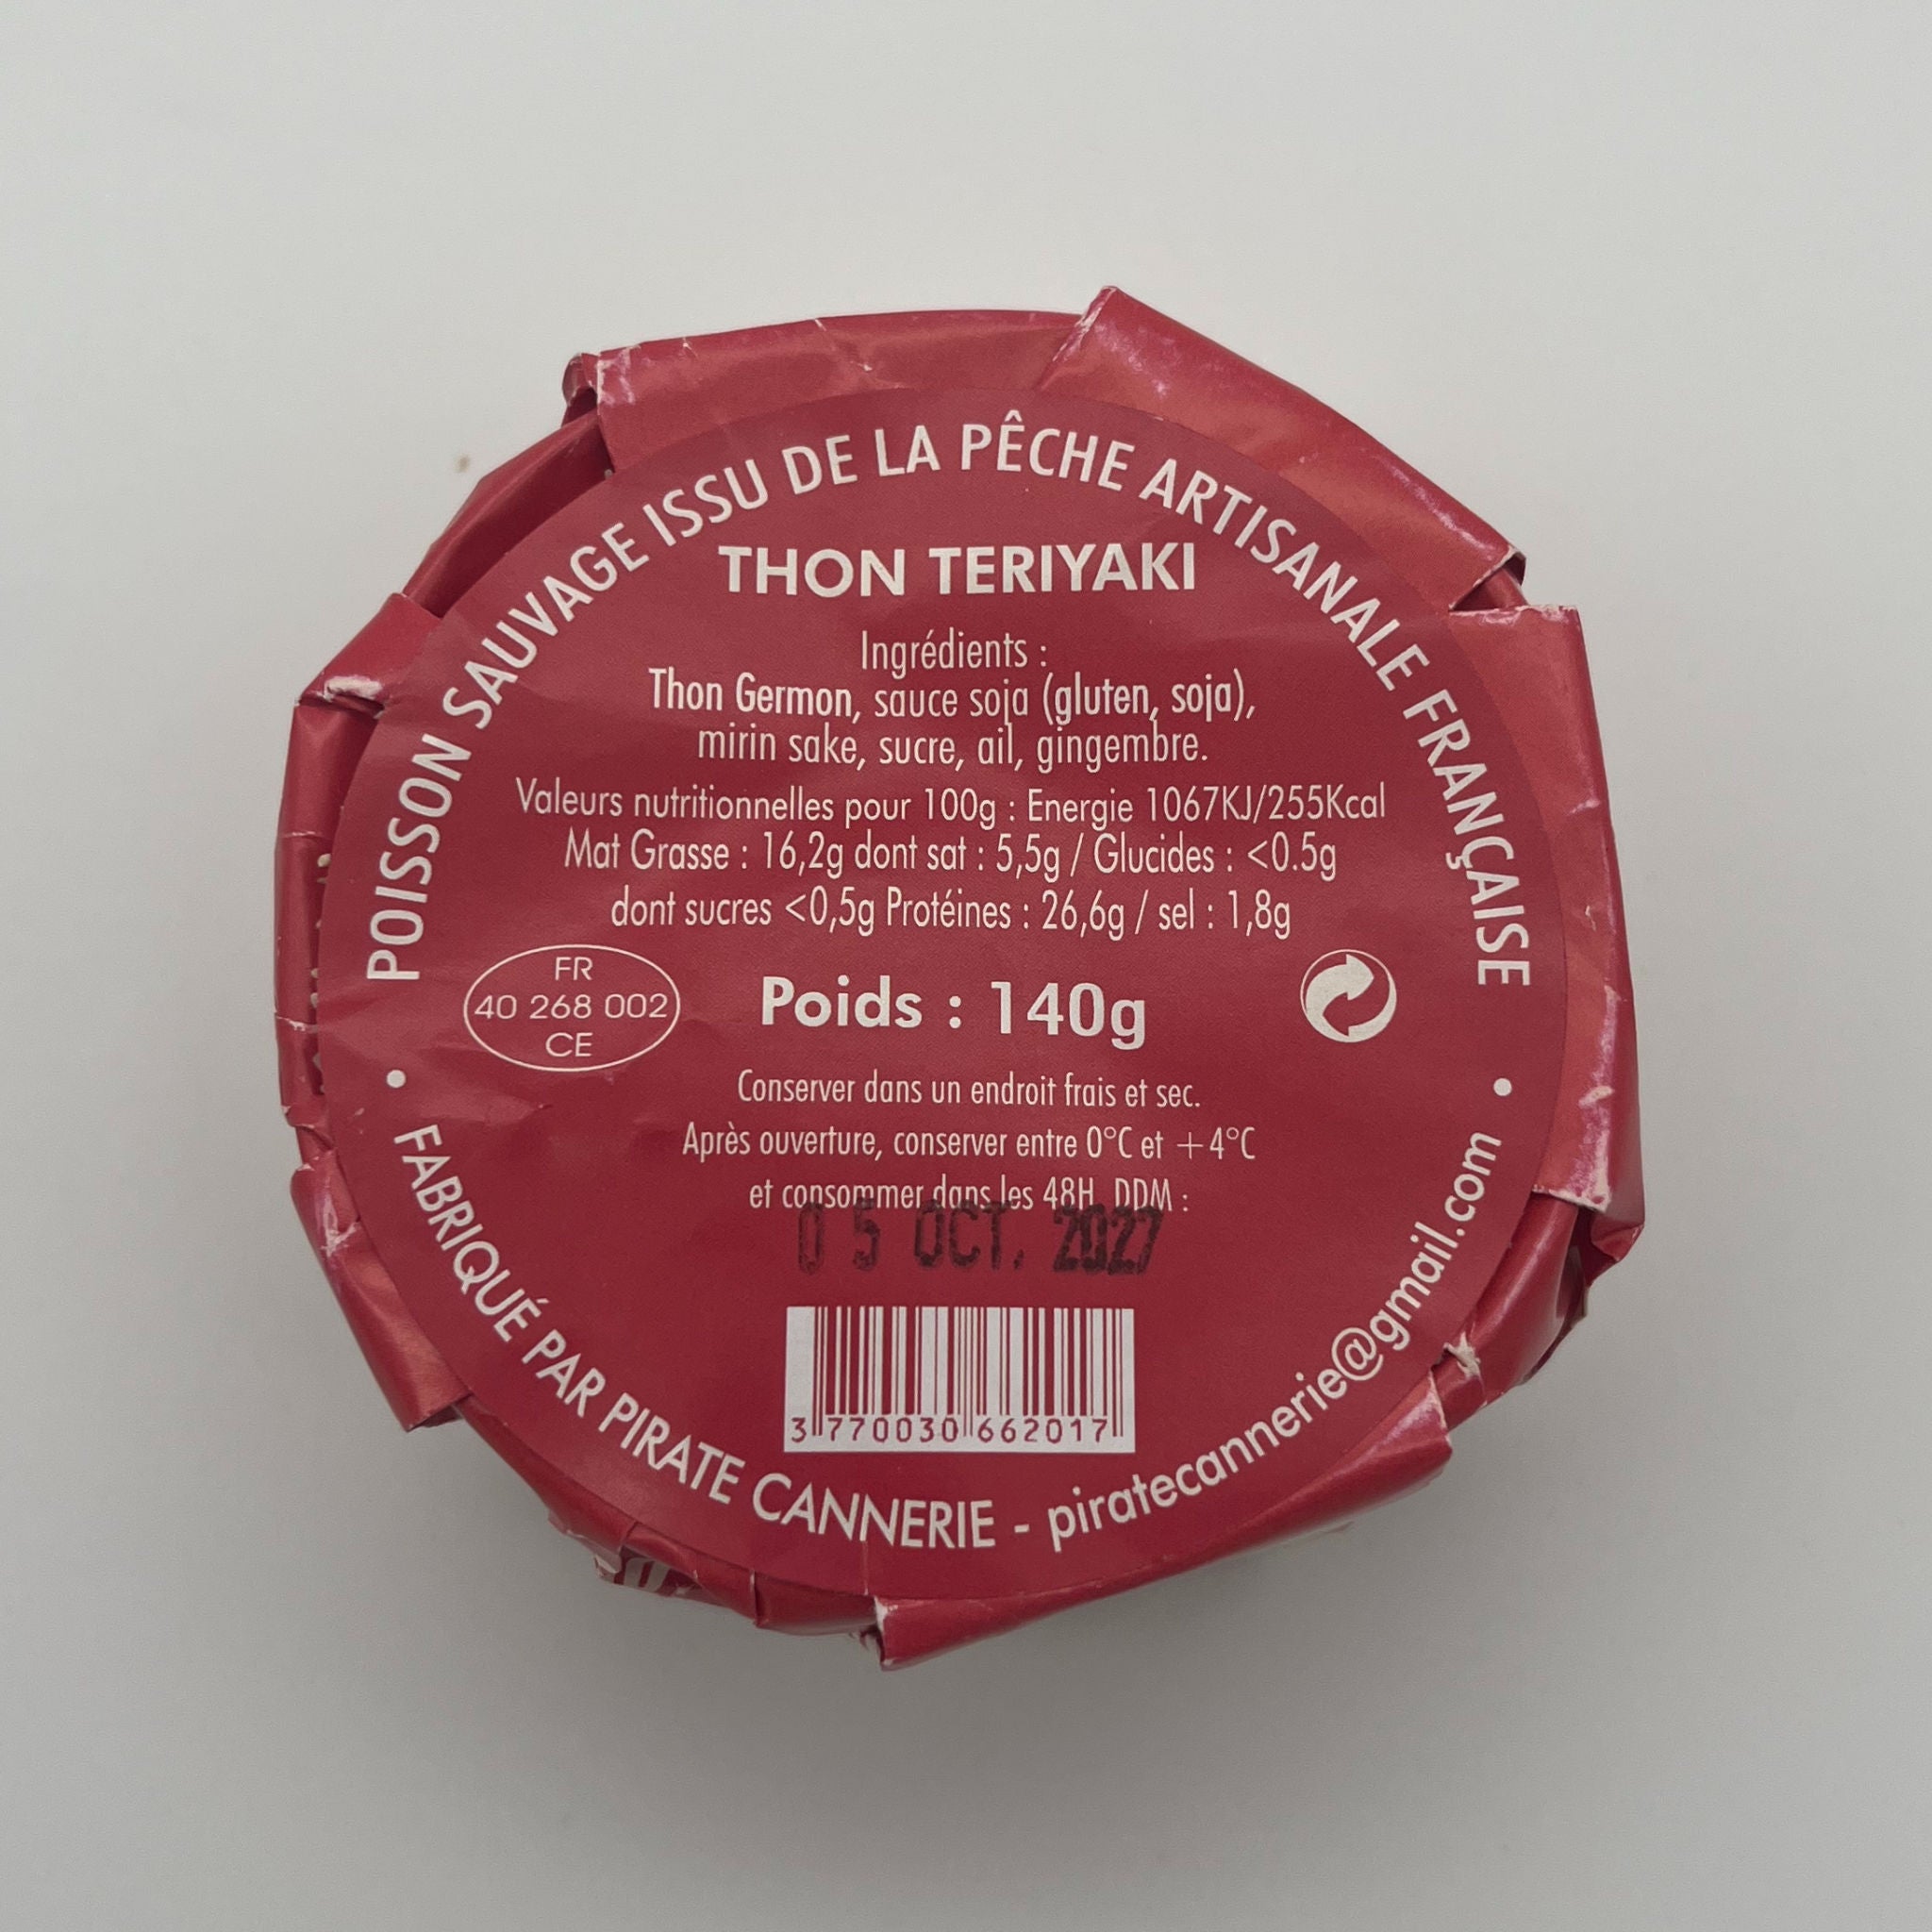 POISSON SAUVAGE ISSU DE LA PÊCHE ARTISANALE FRANÇAISE
THON TERIYAKI
Ingrédients :
Thon Germon, sauce soja (gluten, soja),
mirin sake, sucre, ail, gingembre.
Valeurs nutritionnelles pour 100g : Energie 1067KJ/255Kcal
Mat Grasse : 16,2g dont sat : 5,5g / Glucides : <0.5g
dont sucres <0,5g Protéines : 26,6g / sel : 1,8g
FR
40 268 002
CE
Poids : 140g
Conserver dans un endroit frais et sec.
Après ouverture, conserver entre 0°C et +4°C
et consommer dans les 48H. DDM :
05 OCT. 2027
3 770030 662017
• FABRIQUÉ PAR PIRATE CANNERIE - piratecannerie@gmail.com •